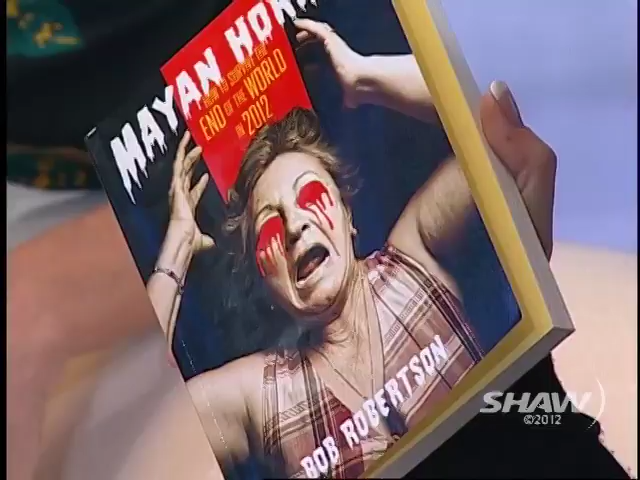 MAYAN HOR
HOW TO SURVIVE THE
END OF THE WORLD
IN 2012
BOB ROBERTSON
SHAW)
©2012